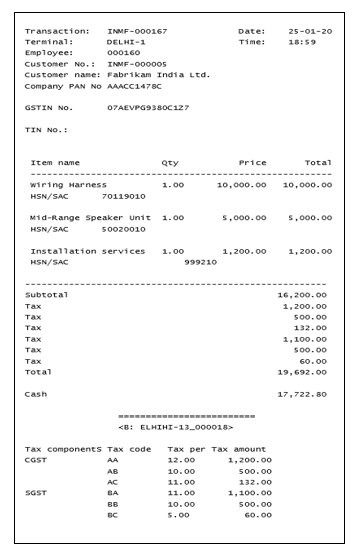 Transaction: INMF-000167 Date: 25-01-20
Terminal: DELHI-1 Time: 18:59
Employee: 000160
Customer No.: INMF-000005
Customer name: Fabrikam India Ltd.
Company PAN No AAACC1478C
GSTIN No. 07AEVPG9380C1Z7
TIN No.:
Item name Qty Price Total
------------------------------------------------------
Wiring Harness 1.00 10,000.00 10,000.00
HSN/SAC 70119010
Mid-Range Speaker Unit 1.00 5,000.00 5,000.00
HSN/SAC 50020010
Installation services 1.00 1,200.00 1,200.00
HSN/SAC 999210
-------------------------------------------------------
Subtotal 16,200.00
Tax 1,200.00
Tax 500.00
Tax 132.00
Tax 1,100.00
Tax 500.00
Tax 60.00
Total 19,692.00
Cash 17,722.80
=========================
<B: ELHIHI-13_000018>
Tax components Tax code Tax per Tax amount
CGST AA 12.00 1,200.00
AB 10.00 500.00
AC 11.00 132.00
SGST BA 11.00 1,100.00
BB 10.00 500.00
BC 5.00 60.00